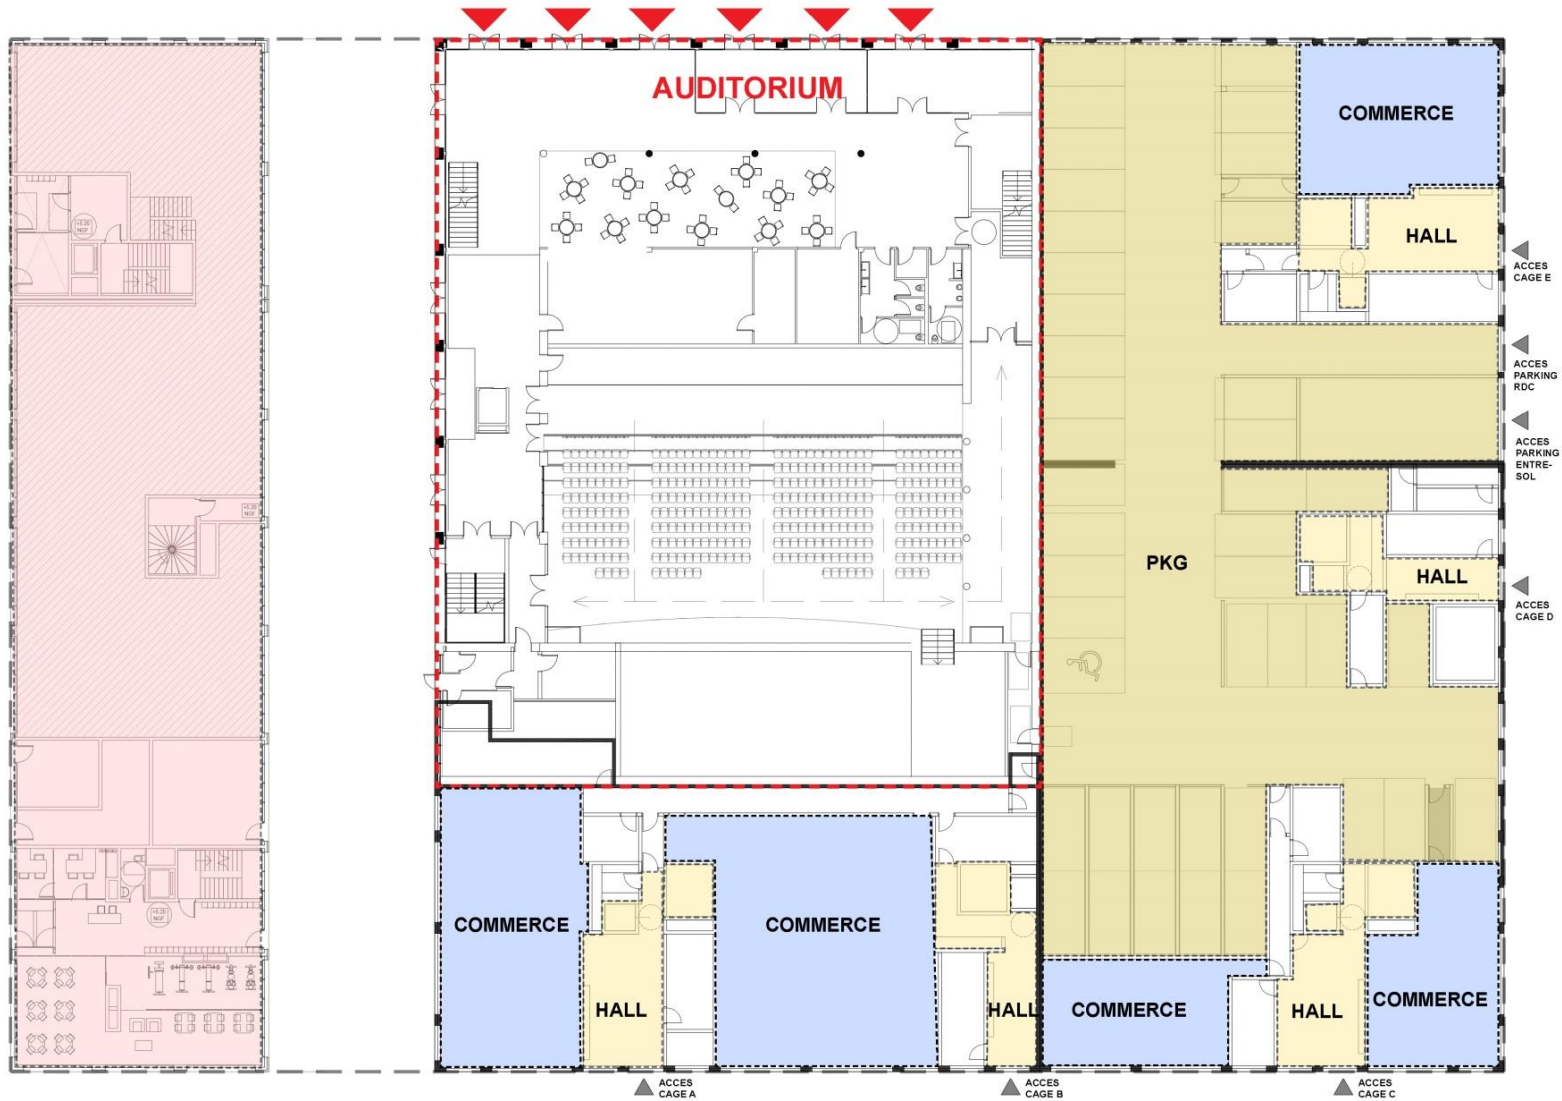 AUDITORIUM
COMMERCE
HALL
ACCES
CAGE E
ACCES
PARKING
RDC
ACCES
PARKING
ENTRE-
SOL
PKG
HALL
ACCES
CAGE D
COMMERCE
COMMERCE
HALL
HALL
COMMERCE
HALL
COMMERCE
ACCES
CAGE A
ACCES
CAGE B
ACCES
CAGE C